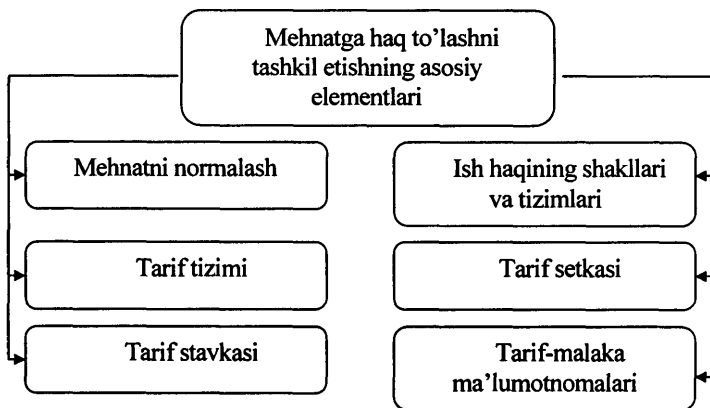 Mehnatga haq to’lashni
tashkil etishning asosiy
elementlari
Mehnatni normalash
Ish haqining shakllari
va tizimlari
Tarif tizimi
Tarif setkasi
Tarif stavkasi
Tarif-malaka
ma’lumotnomalari